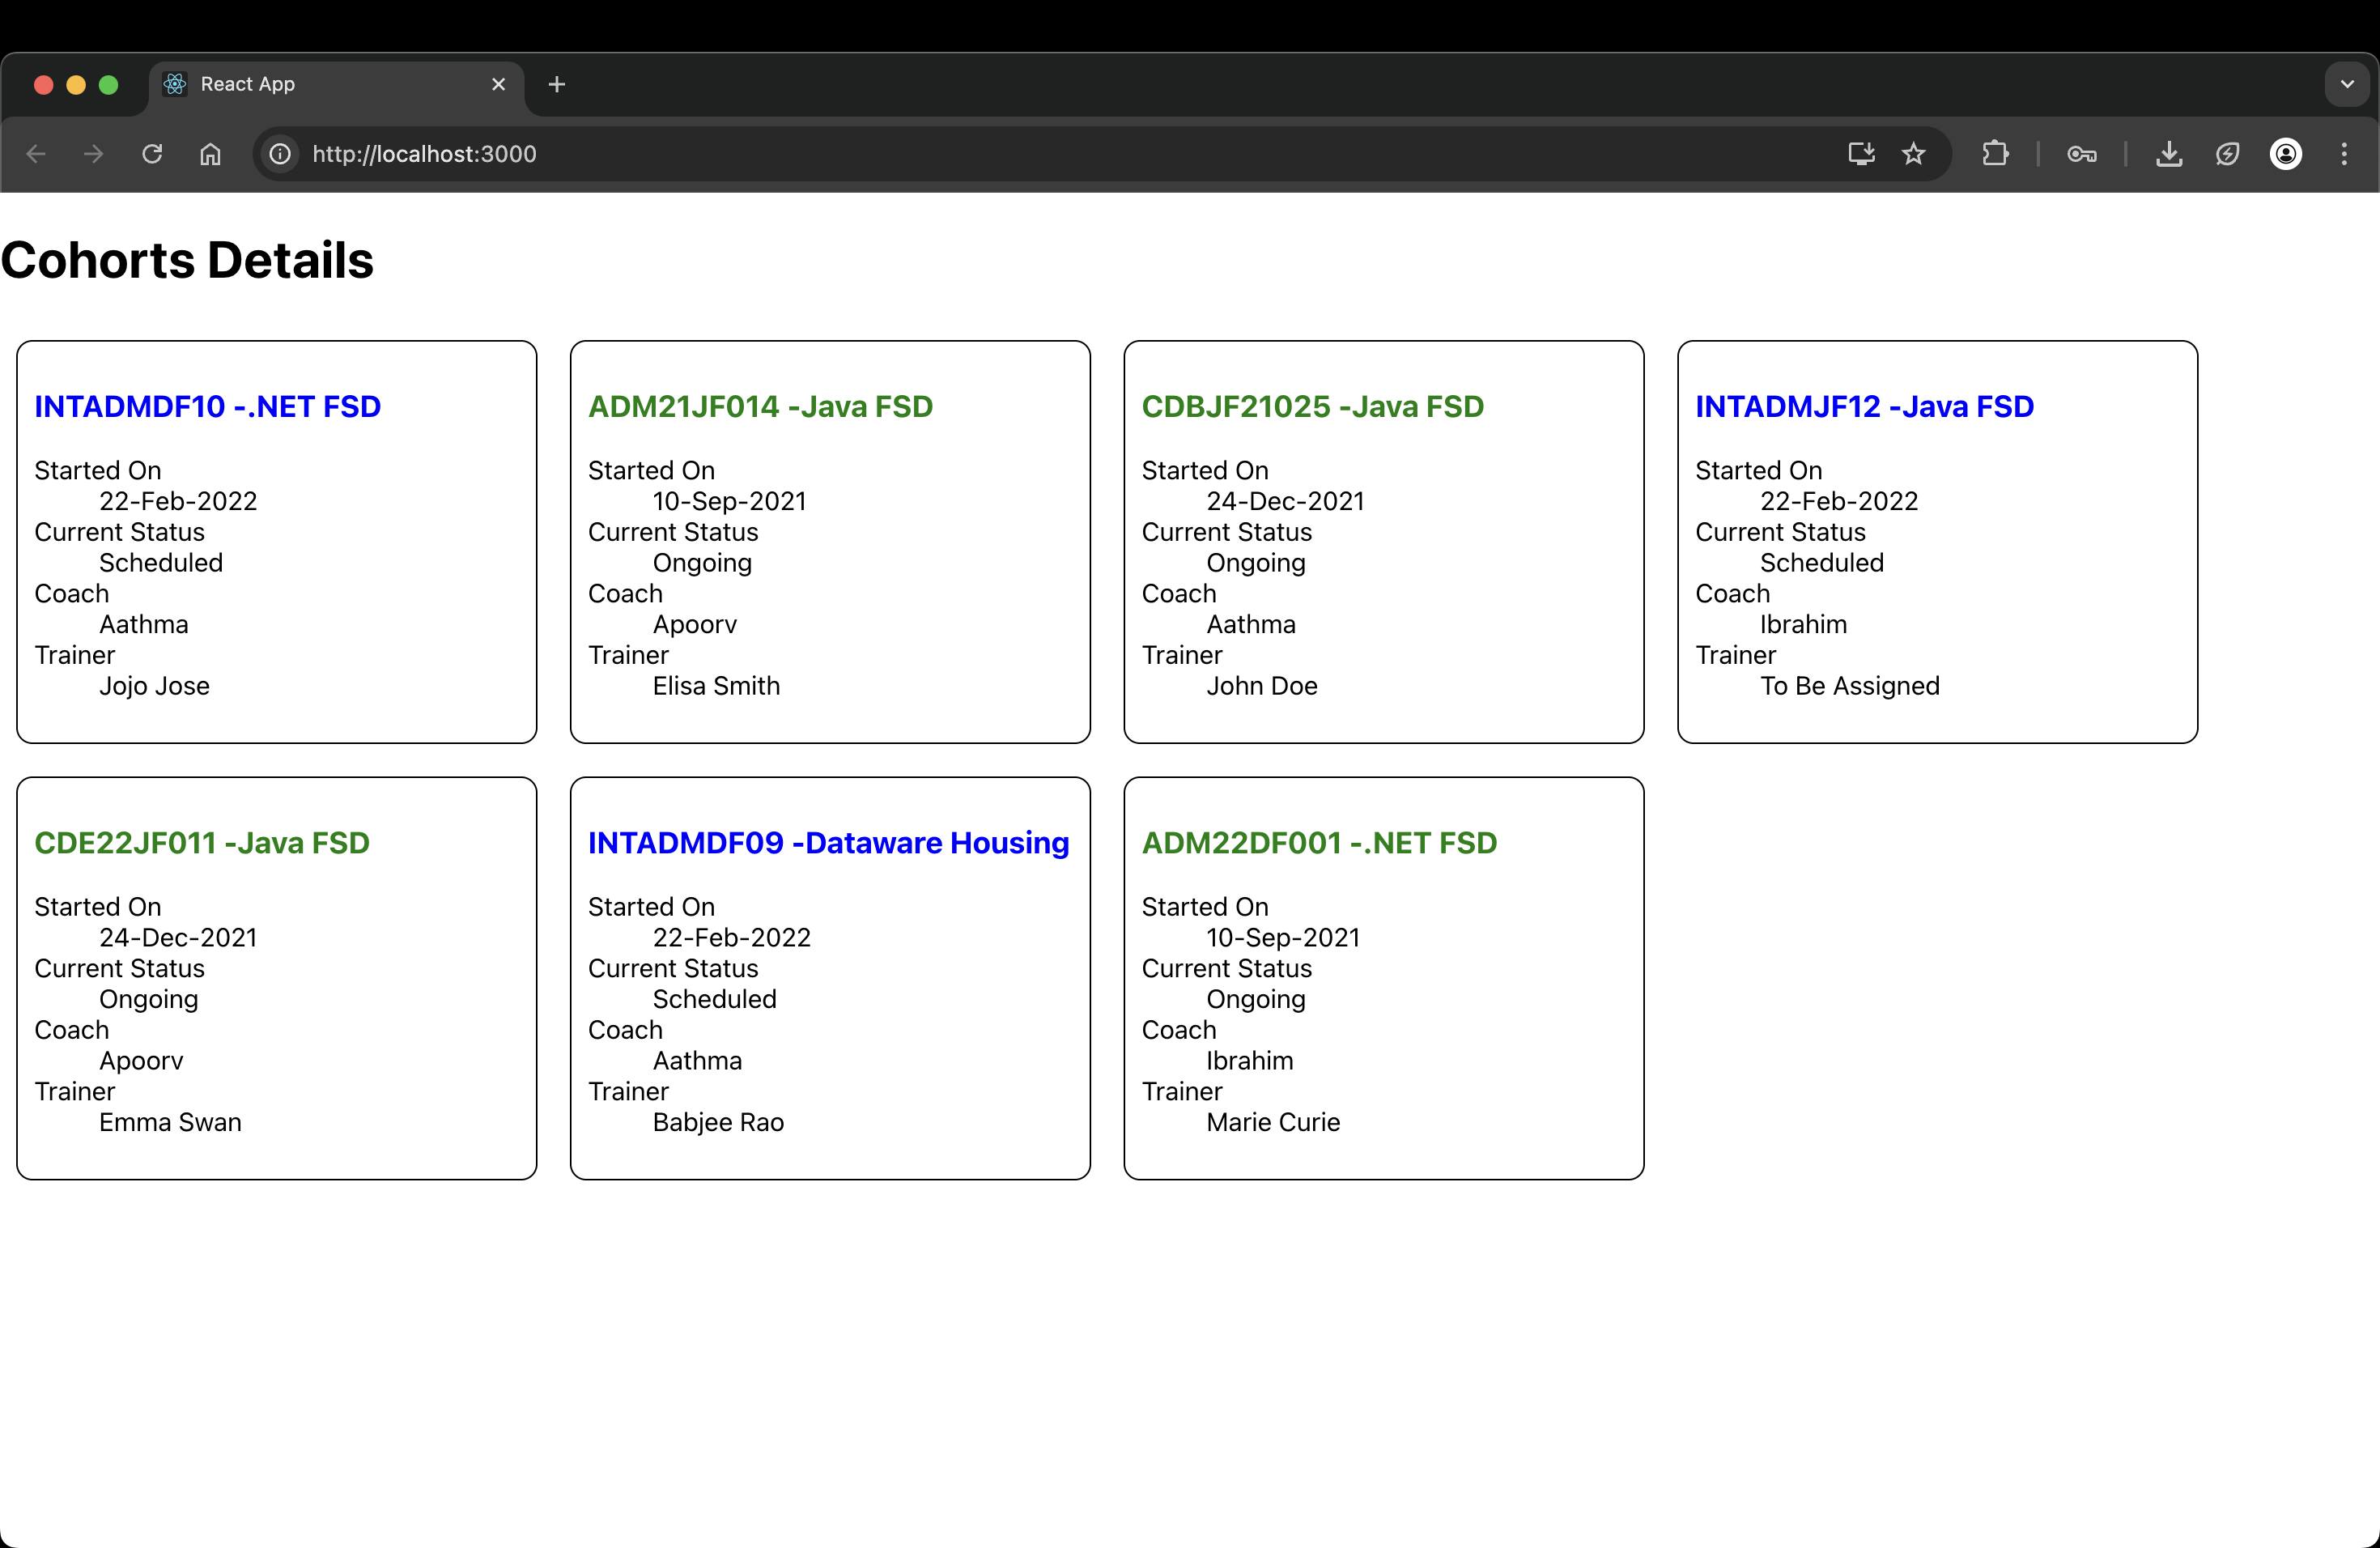 React App
http://localhost:3000
Cohorts Details
INTADMDF10 -.NET FSD
Started On
22-Feb-2022
Current Status
Scheduled
Coach
Aathma
Trainer
Jojo Jose
ADM21JF014 -Java FSD
Started On
10-Sep-2021
Current Status
Ongoing
Coach
Apoorv
Trainer
Elisa Smith
CDBJF21025 -Java FSD
Started On
24-Dec-2021
Current Status
Ongoing
Coach
Aathma
Trainer
John Doe
INTADMJF12 -Java FSD
Started On
22-Feb-2022
Current Status
Scheduled
Coach
Ibrahim
Trainer
To Be Assigned
CDE22JF011 -Java FSD
Started On
24-Dec-2021
Current Status
Ongoing
Coach
Apoorv
Trainer
Emma Swan
INTADMDF09 -Dataware Housing
Started On
22-Feb-2022
Current Status
Scheduled
Coach
Aathma
Trainer
Babjee Rao
ADM22DF001 -.NET FSD
Started On
10-Sep-2021
Current Status
Ongoing
Coach
Ibrahim
Trainer
Marie Curie